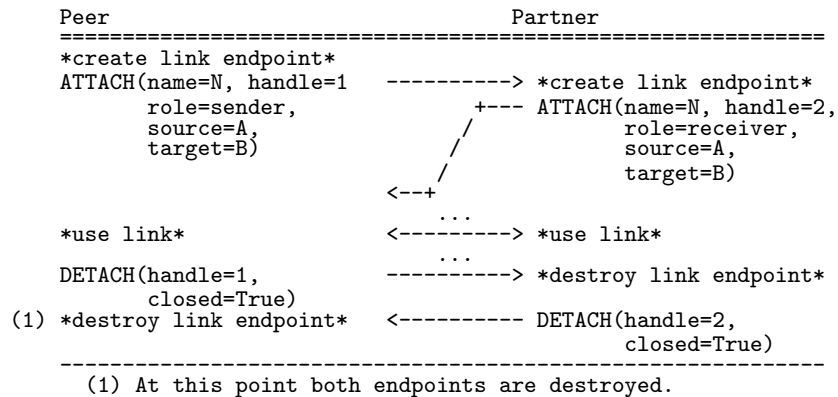 Peer                                 Partner
=============================================================
*create link endpoint*
ATTACH(name=N, handle=1   ----------> *create link endpoint*
       role=sender,              +--- ATTACH(name=N, handle=2,
       source=A,                /            role=receiver,
       target=B)               /             source=A,
                              /              target=B)
                          <--+
                              ...
*use link*                <---------> *use link*
                              ...
DETACH(handle=1,          ----------> *destroy link endpoint*
       closed=True)
(1) *destroy link endpoint*   <---------- DETACH(handle=2,
                                             closed=True)
-------------------------------------------------------------
(1) At this point both endpoints are destroyed.